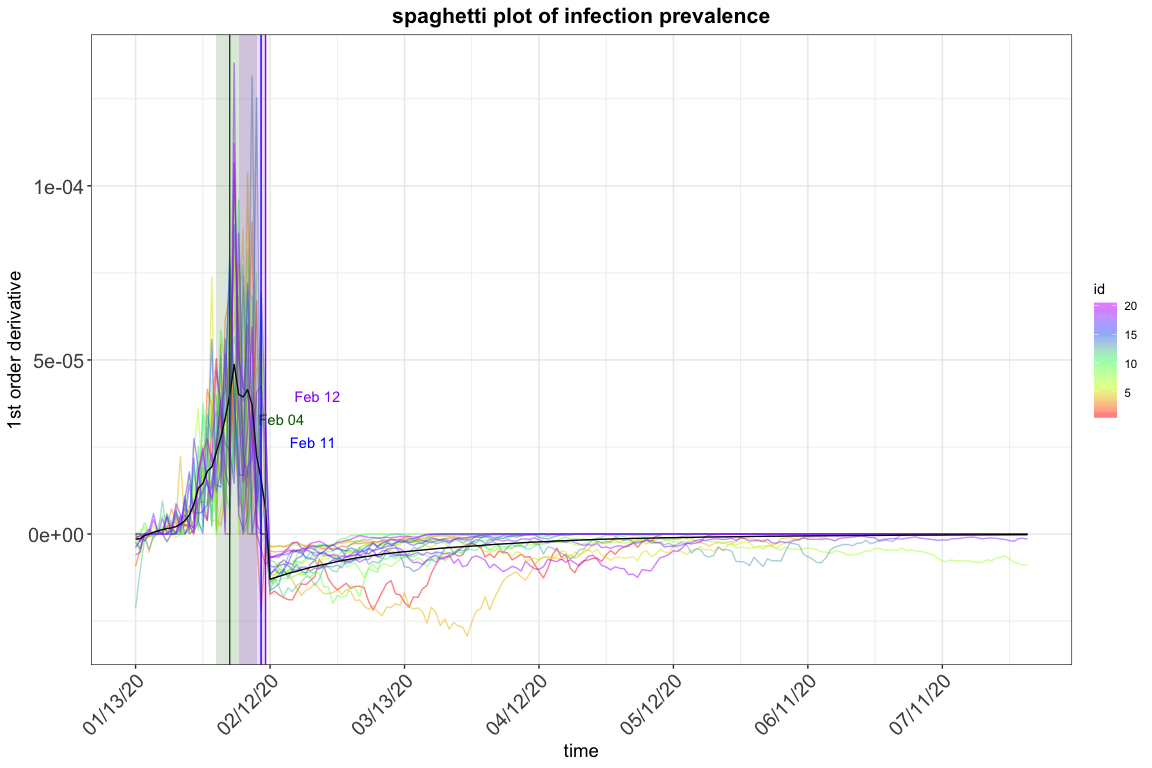 spaghetti plot of infection prevalence
1st order derivative
1e-04
5e-05
0e+00
Feb 12
Feb 04
Feb 11
01/13/20
02/12/20
03/13/20
04/12/20
05/12/20
06/11/20
07/11/20
time
id
20
15
10
5